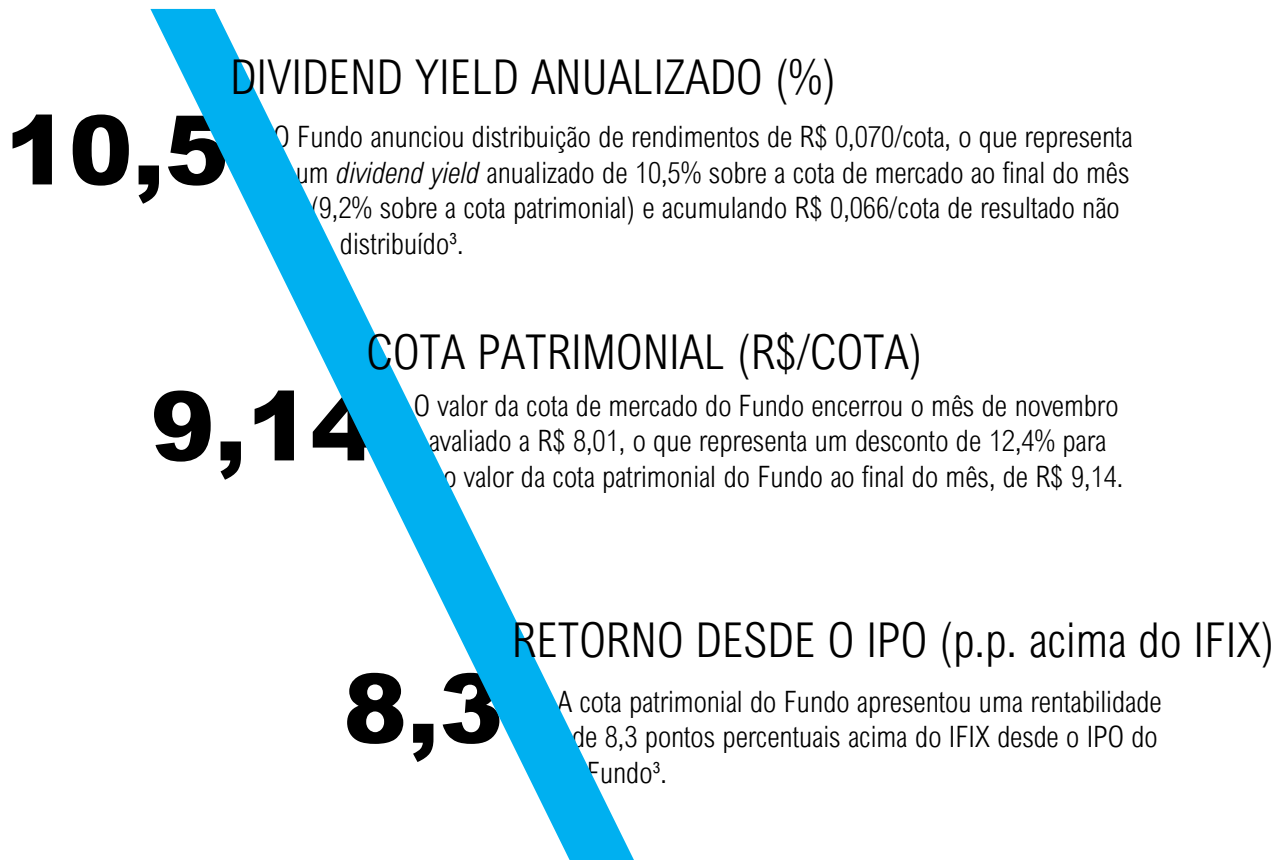 DIVIDEND YIELD ANUALIZADO (%)
10,5
O Fundo anunciou distribuição de rendimentos de R$ 0,070/cota, o que representa
um dividend yield anualizado de 10,5% sobre a cota de mercado ao final do mês
(9,2% sobre a cota patrimonial) e acumulando R$ 0,066/cota de resultado não
distribuído³.
COTA PATRIMONIAL (R$/COTA)
9,14
O valor da cota de mercado do Fundo encerrou o mês de novembro
avaliado a R$ 8,01, o que representa um desconto de 12,4% para
o valor da cota patrimonial do Fundo ao final do mês, de R$ 9,14.
RETORNO DESDE O IPO (p.p. acima do IFIX)
8,3
A cota patrimonial do Fundo apresentou uma rentabilidade
de 8,3 pontos percentuais acima do IFIX desde o IPO do
Fundo³.